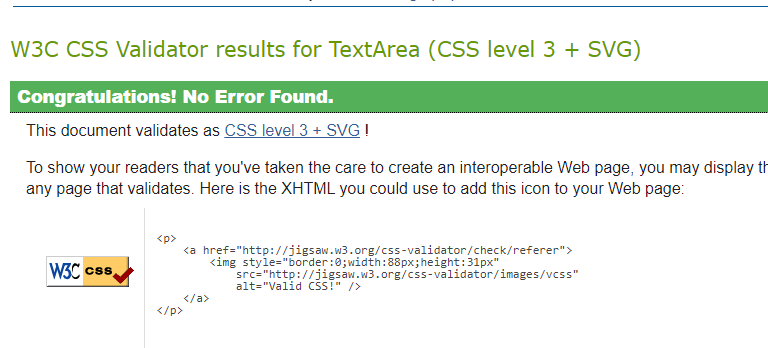 W3C CSS Validator results for TextArea (CSS level 3 + SVG)
Congratulations! No Error Found.
This document validates as CSS level 3 + SVG !
To show your readers that you've taken the care to create an interoperable Web page, you may display
any page that validates. Here is the XHTML you could use to add this icon to your Web page:
W3C css
<p>
    <a href="http://jigsaw.w3.org/css-validator/check/referer">
        <img style="border:0;width:88px;height:31px"
            src="http://jigsaw.w3.org/css-validator/images/vcss"
            alt="Valid CSS!" />
    </a>
</p>